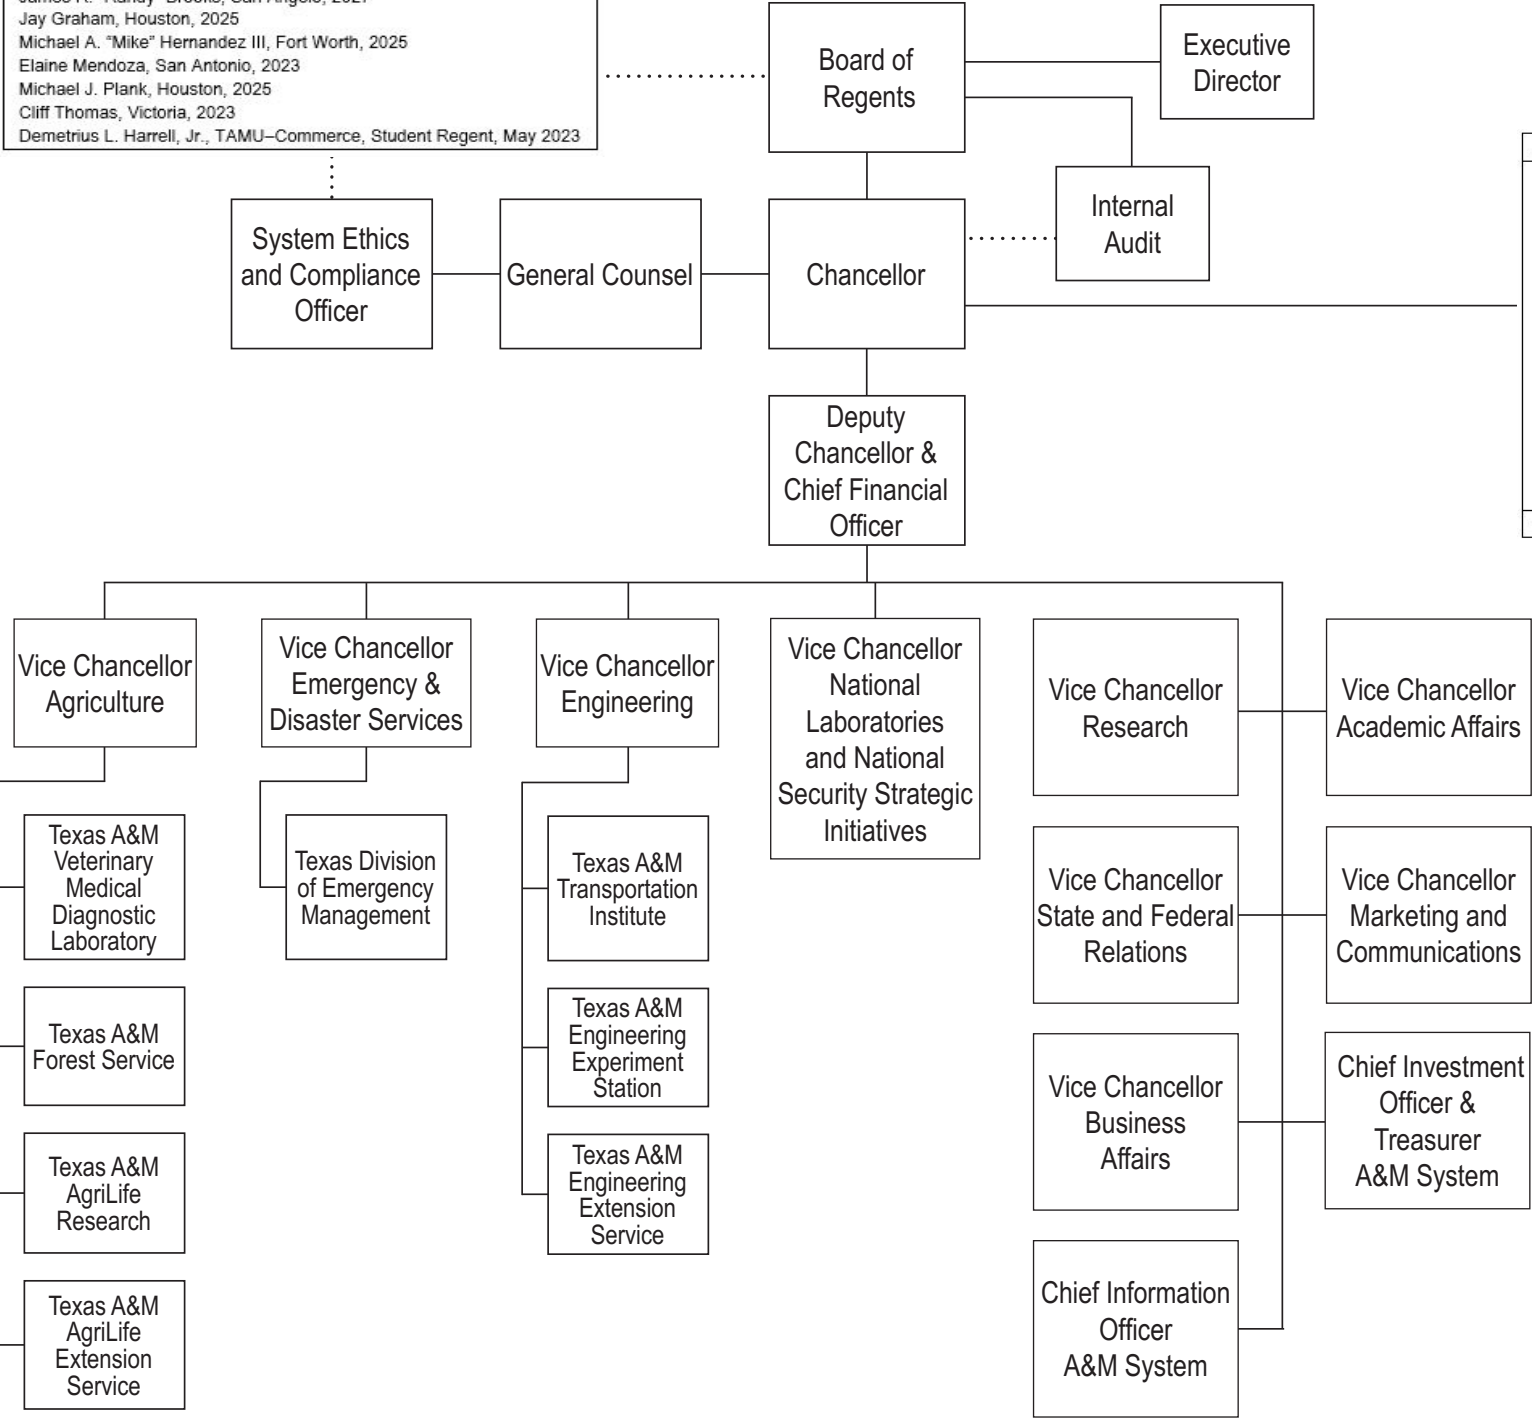 James R. "Randy" Brooks, San Angelo, 2027
Jay Graham, Houston, 2025
Michael A. "Mike" Hernandez III, Fort Worth, 2025
Elaine Mendoza, San Antonio, 2023
Michael J. Plank, Houston, 2025
Cliff Thomas, Victoria, 2023
Demetrius L. Harrell, Jr., TAMU–Commerce, Student Regent, May 2023
Board of
Regents
Executive
Director
Internal
Audit
System Ethics
and Compliance
Officer
General Counsel
Chancellor
Deputy
Chancellor &
Chief Financial
Officer
Vice Chancellor
Agriculture
Vice Chancellor
Emergency &
Disaster Services
Vice Chancellor
Engineering
Vice Chancellor
National
Laboratories
and National
Security Strategic
Initiatives
Vice Chancellor
Research
Vice Chancellor
Academic Affairs
Texas A&M
Veterinary
Medical
Diagnostic
Laboratory
Texas Division
of Emergency
Management
Texas A&M
Transportation
Institute
Vice Chancellor
State and Federal
Relations
Vice Chancellor
Marketing and
Communications
Texas A&M
Forest Service
Texas A&M
Engineering
Experiment
Station
Vice Chancellor
Business
Affairs
Chief Investment
Officer &
Treasurer
A&M System
Texas A&M
AgriLife
Research
Texas A&M
Engineering
Extension
Service
Texas A&M
AgriLife
Extension
Service
Chief Information
Officer
A&M System